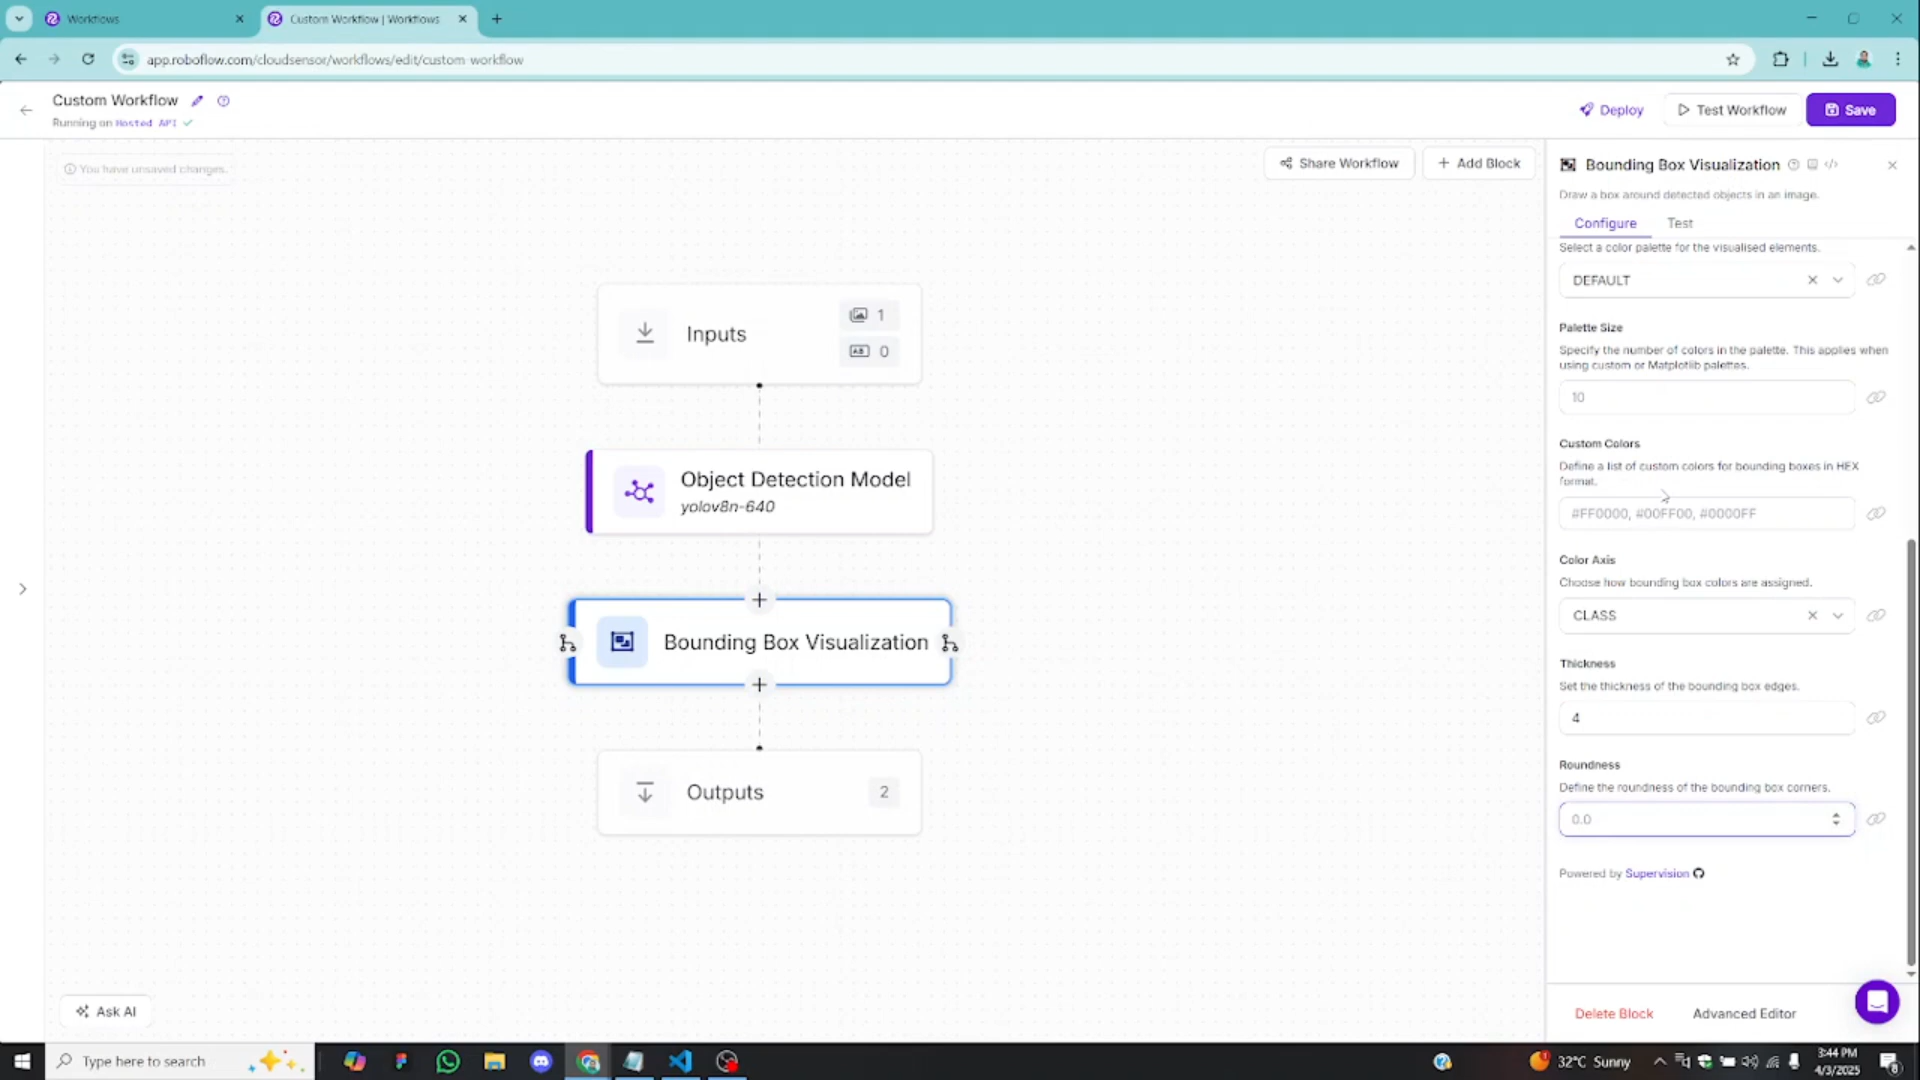 Workflows
Custom Workflow | Workflows
app.roboflow.com/cloudsensor/workflows/edit/custom-workflow
Custom Workflow
Running on Hosted API
Deploy
Test Workflow
Save
You have unsaved changes.
Share Workflow
Add Block
Inputs
1
0
Object Detection Model
yolov8n-640
Bounding Box Visualization
Outputs
2
Ask AI
Bounding Box Visualization
Draw a box around detected objects in an image.
Configure
Test
Select a color palette for the visualised elements.
DEFAULT
Palette Size
Specify the number of colors in the palette. This applies when
using custom or Matplotlib palettes.
10
Custom Colors
Define a list of custom colors for bounding boxes in HEX
format.
#FF0000, #00FF00, #0000FF
Color Axis
Choose how bounding box colors are assigned.
CLASS
Thickness
Set the thickness of the bounding box edges.
4
Roundness
Define the roundness of the bounding box corners.
0.0
Powered by Supervision
Delete Block
Advanced Editor
Type here to search
32°C Sunny
3:44 PM
4/3/2025